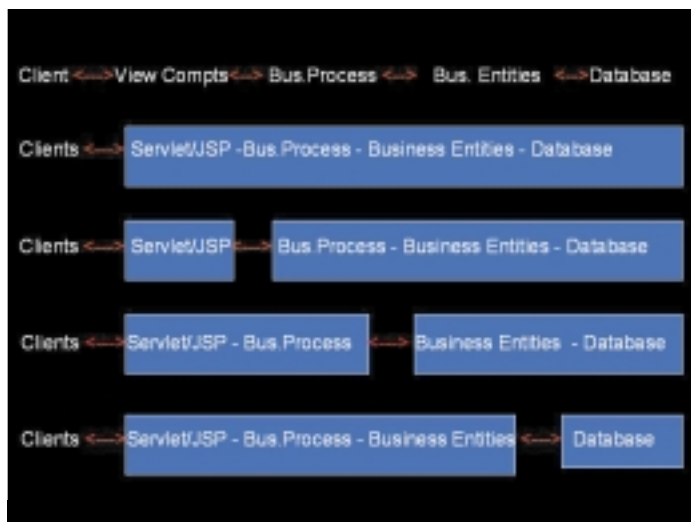 Client <--->View Compts<--> Bus.Process <--> Bus. Entities <-->Database
Clients <---> Servlet/JSP -Bus.Process - Business Entities - Database
Clients <---> Servlet/JSP <---> Bus.Process - Business Entities - Database
Clients <---> Servlet/JSP - Bus.Process <---> Business Entities - Database
Clients <---> Servlet/JSP - Bus.Process - Business Entities <---> Database